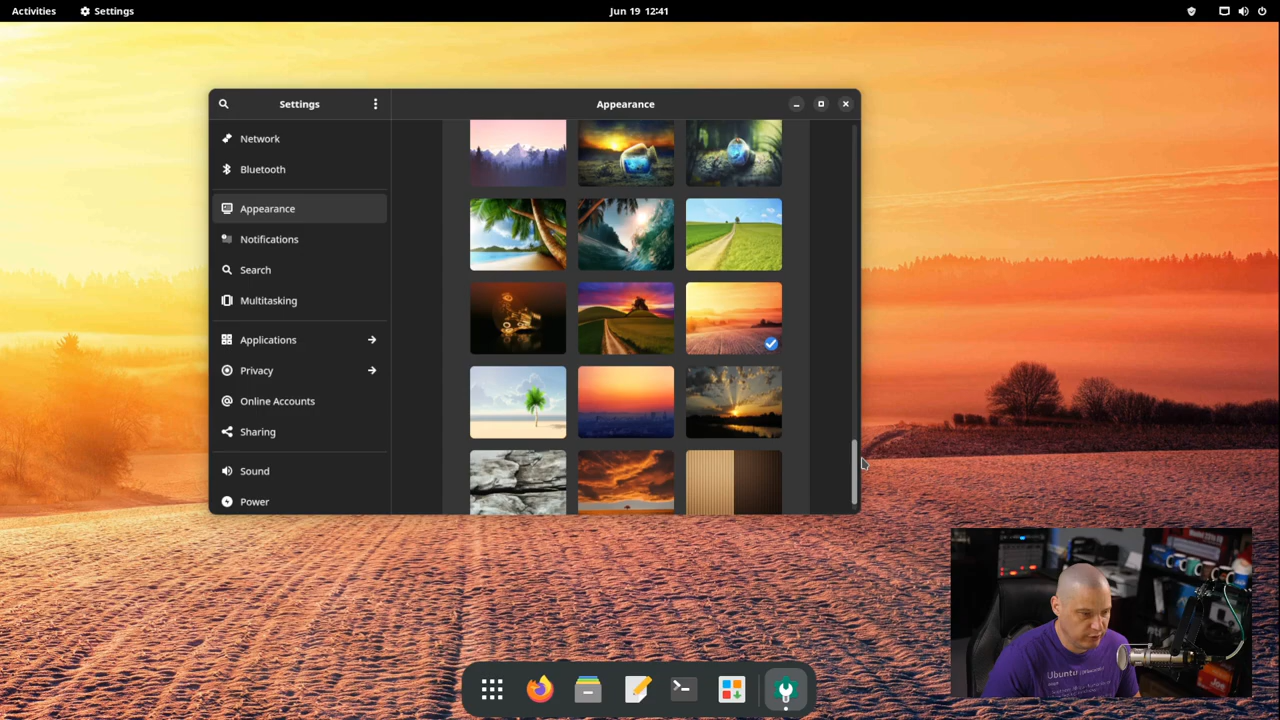 Activities
Settings
Jun 19 12:41
Settings
Appearance
Network
Bluetooth
Appearance
Notifications
Search
Multitasking
Applications
Privacy
Online Accounts
Sharing
Sound
Power
Ubuntu